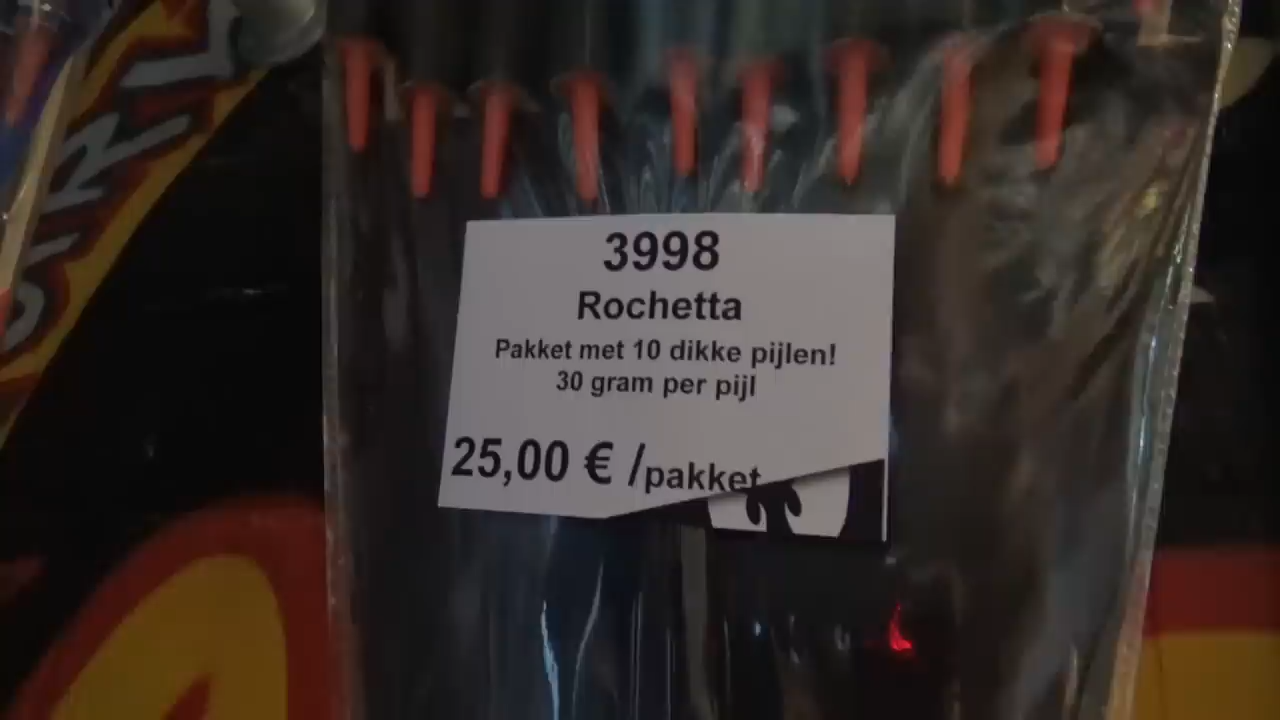 3998
Rochetta
Pakket met 10 dikke pijlen!
30 gram per pijl
25,00 € /pakket